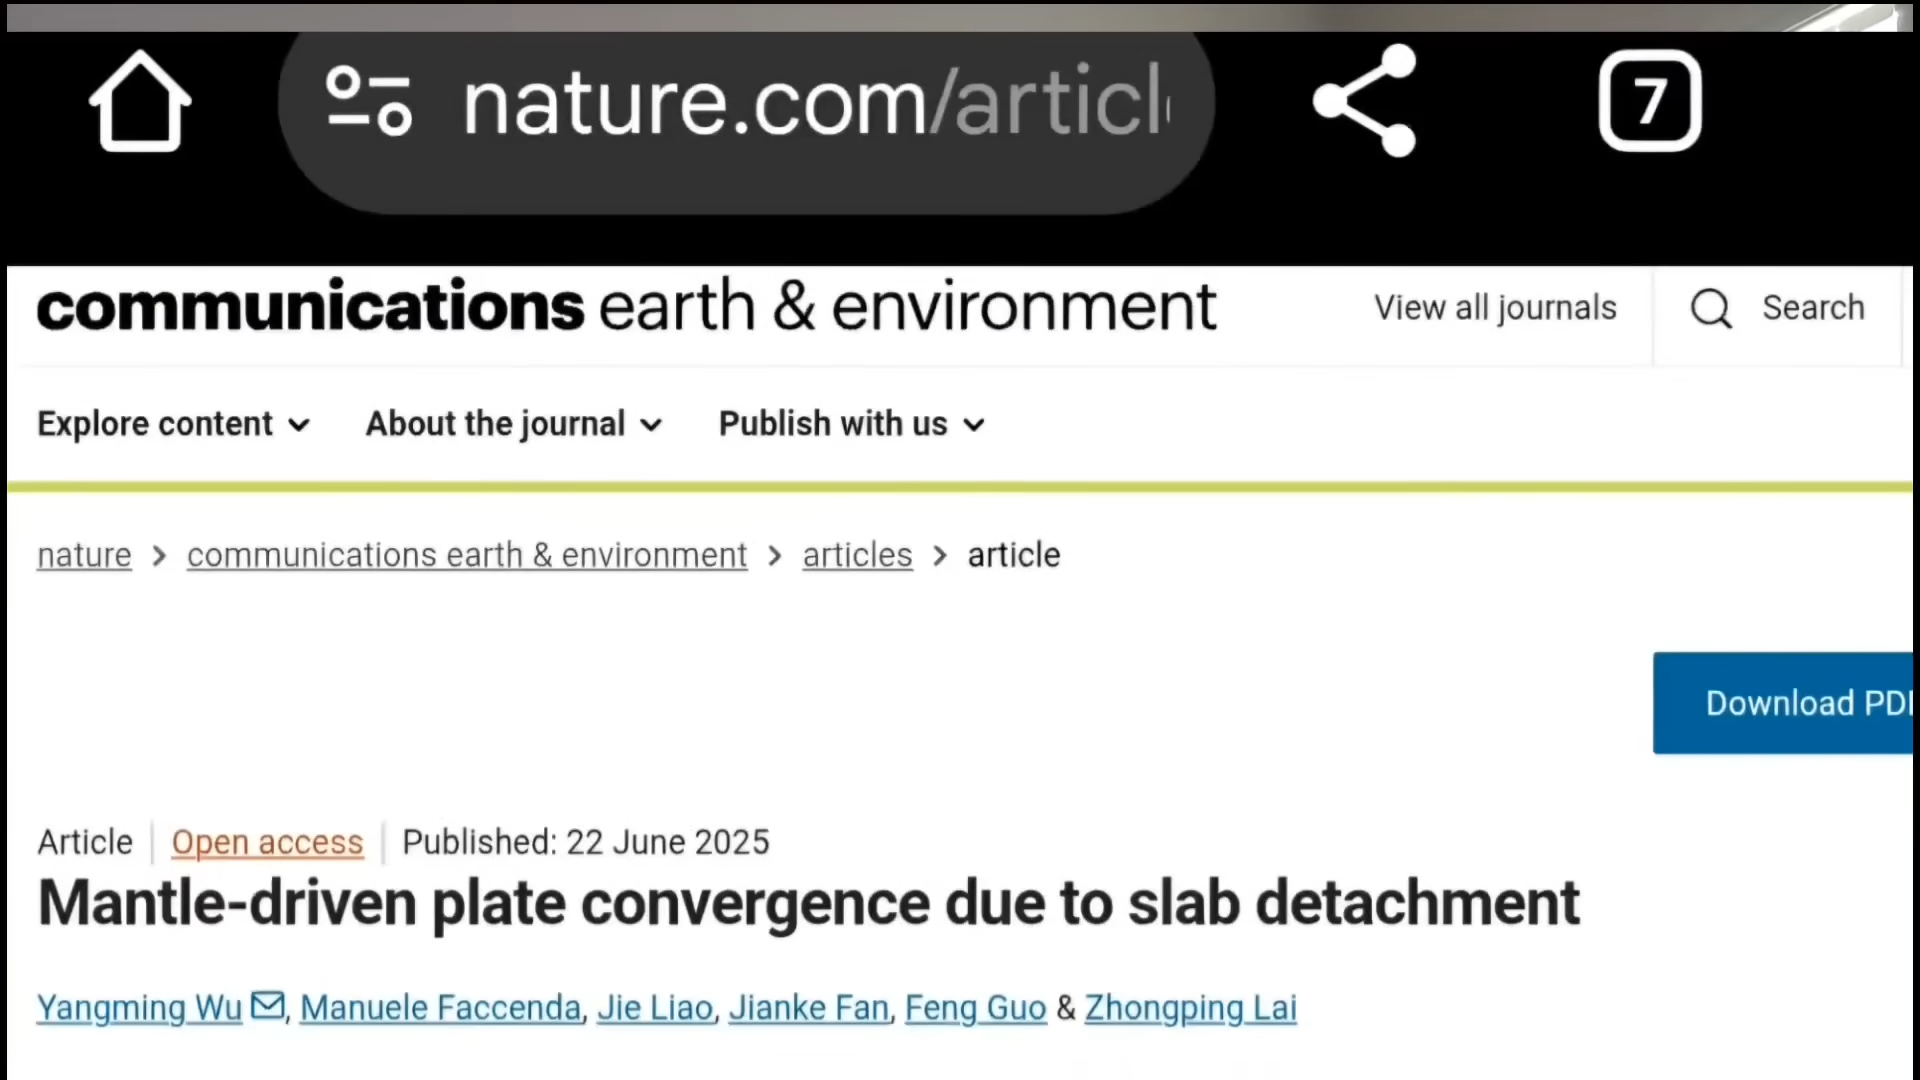 nature.com/articl
7
communications earth & environment
View all journals
Search
Explore content
About the journal
Publish with us
nature > communications earth & environment > articles > article
Download PD
Article | Open access | Published: 22 June 2025
Mantle-driven plate convergence due to slab detachment
Yangming Wu, Manuele Faccenda, Jie Liao, Jianke Fan, Feng Guo & Zhongping Lai